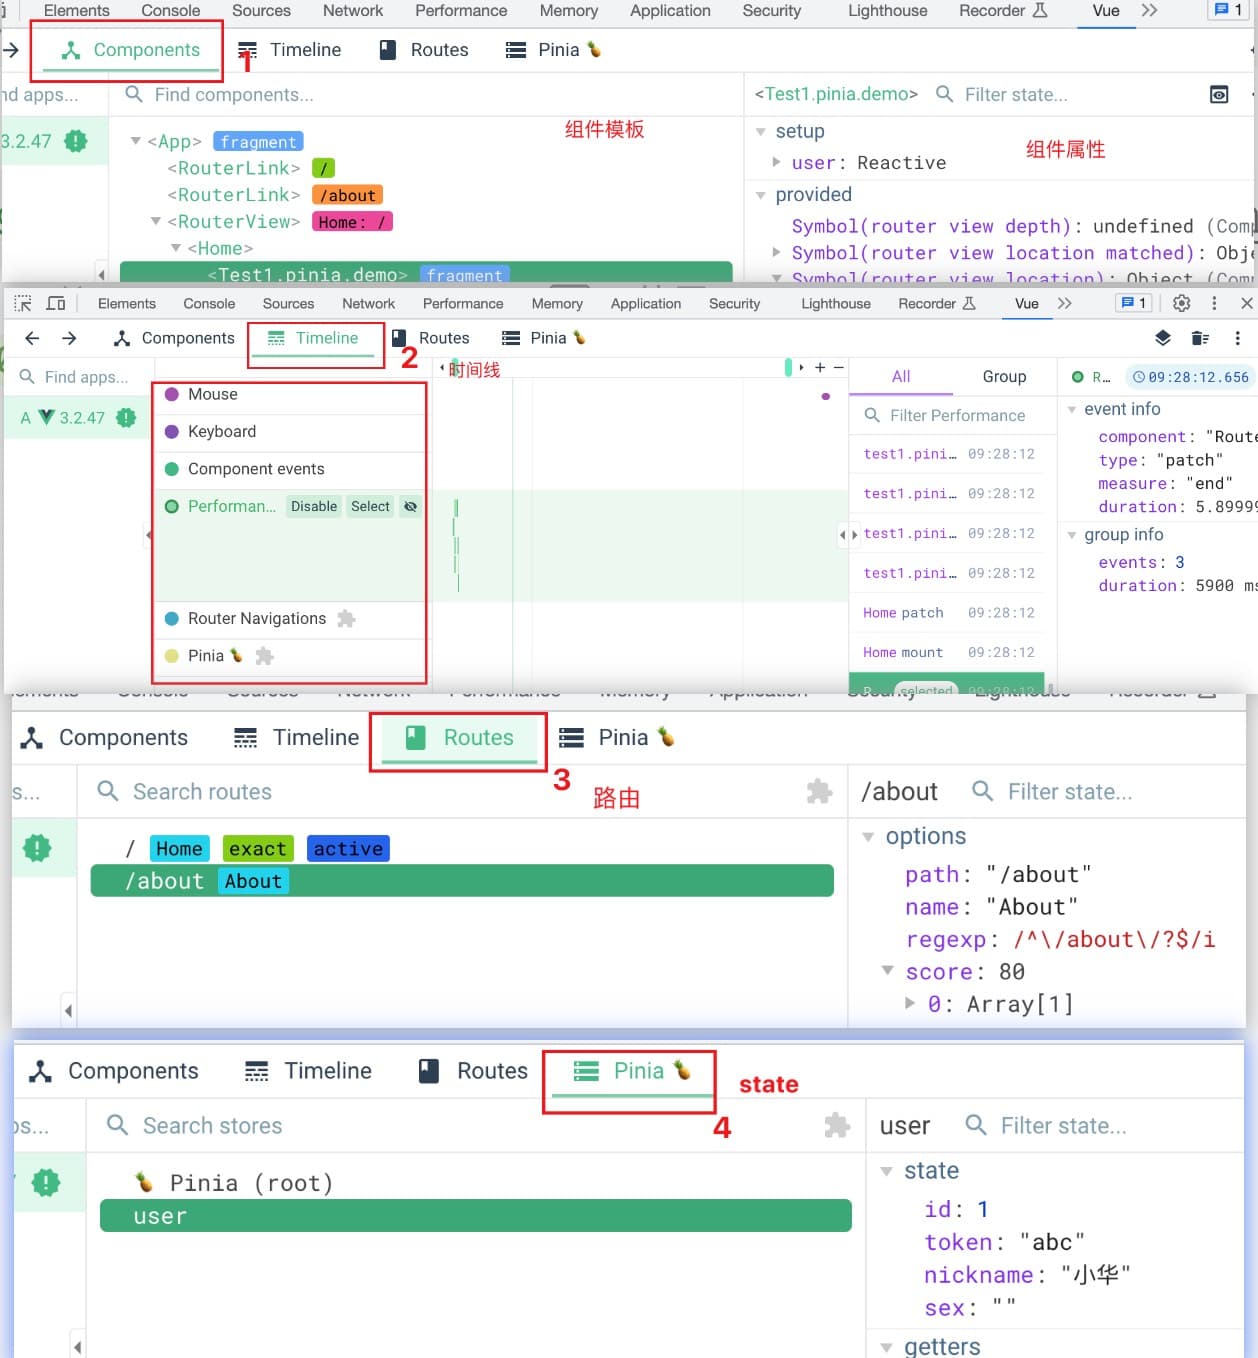 Elements Console Sources Network Performance Memory Application Security Lighthouse Recorder Vue 1
Components 1 Timeline Routes Pinia
nd apps... Find components... <Test1.pinia.demo> Filter state...
组件模板
组件属性
3.2.47
<App> fragment
<RouterLink> /
<RouterLink> /about
<RouterView> Home: /
<Home>
<Test1.pinia.demo> fragment
setup
user: Reactive
provided
Symbol(router view depth): undefined (Comp
Symbol(router view location matched): Obje
Symbol(router view location): Object (Com
Elements Console Sources Network Performance Memory Application Security Lighthouse Recorder Vue 1
Components Timeline 2 Routes Pinia
Find apps...
时间线
A 3.2.47
Mouse
Keyboard
Component events
Performan... Disable Select
Router Navigations
Pinia
All Group
Filter Performance
test1.pini... 09:28:12
test1.pini... 09:28:12
test1.pini... 09:28:12
test1.pini... 09:28:12
Home patch 09:28:12
Home mount 09:28:12
R... selected 09:28:12
R... 09:28:12.656
event info
component: "Route
type: "patch"
measure: "end"
duration: 5.89999
group info
events: 3
duration: 5900 ms
Components Timeline Routes 3 Pinia
路由
s... Search routes
/ Home exact active
/about About
/about Filter state...
options
path: "/about"
name: "About"
regexp: /^\/about\/?$/i
score: 80
0: Array[1]
Components Timeline Routes Pinia state
4
ps... Search stores
Pinia (root)
user
user Filter state...
state
id: 1
token: "abc"
nickname: "小华"
sex: ""
getters